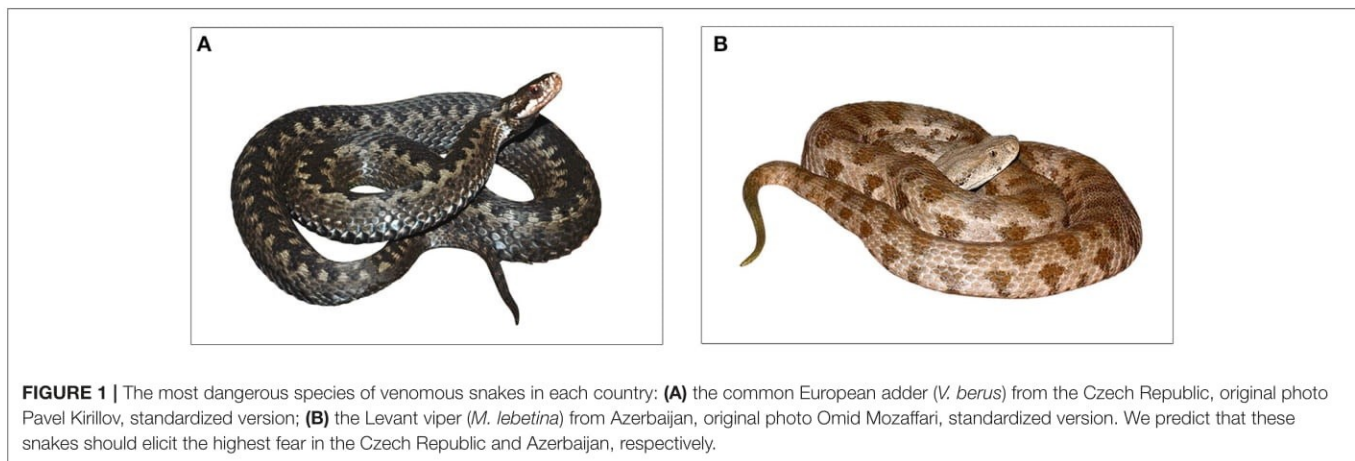 A
B
FIGURE 1 | The most dangerous species of venomous snakes in each country: (A) the common European adder (V. berus) from the Czech Republic, original photo
Pavel Kirillov, standardized version; (B) the Levant viper (M. lebetina) from Azerbaijan, original photo Omid Mozaffari, standardized version. We predict that these
snakes should elicit the highest fear in the Czech Republic and Azerbaijan, respectively.